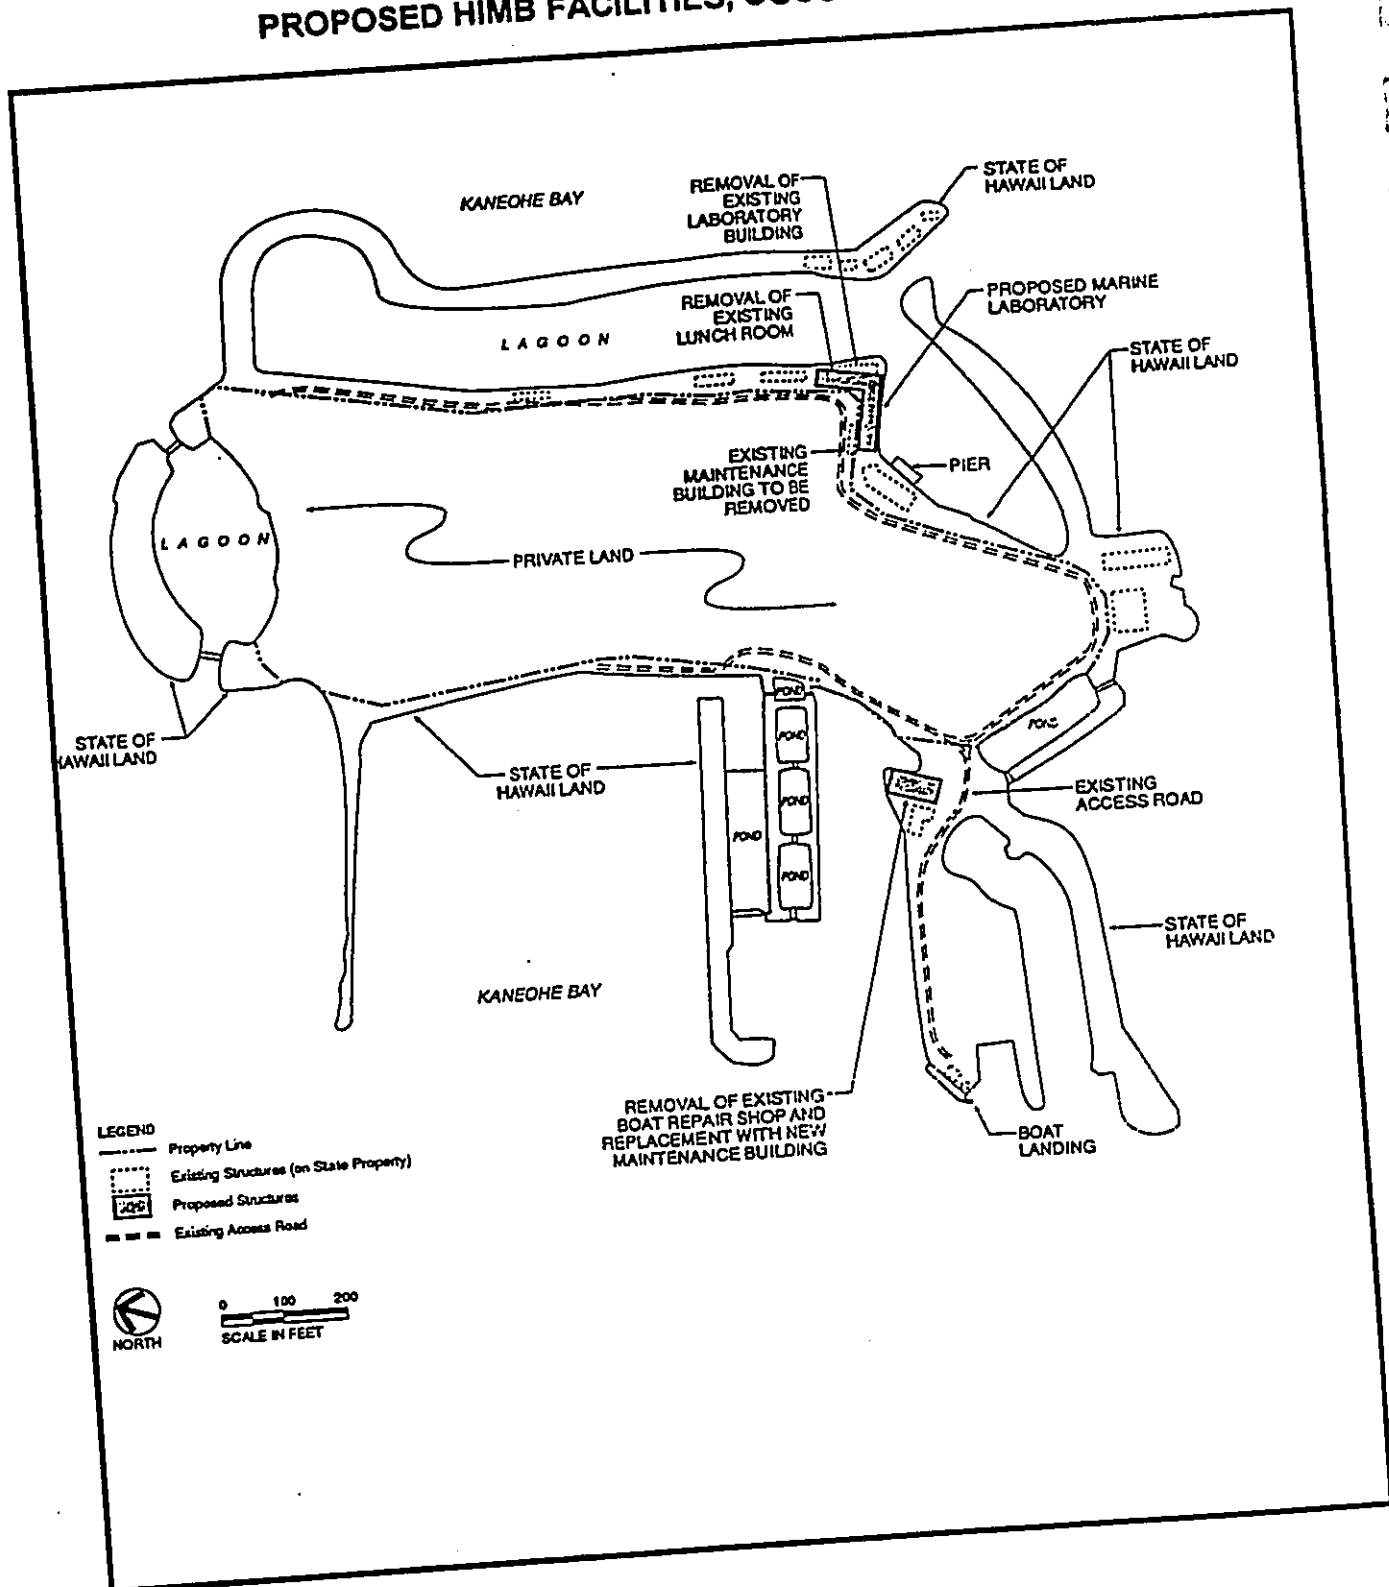 PROPOSED HIMB FACILITIES,
KANEOHE BAY
REMOVAL OF
EXISTING
LABORATORY
BUILDING
STATE OF
HAWAII LAND
REMOVAL OF
EXISTING
LUNCH ROOM
LAGOON
PROPOSED MARINE
LABORATORY
STATE OF
HAWAII LAND
EXISTING
MAINTENANCE
BUILDING TO BE
REMOVED
PIER
LAGOON
PRIVATE LAND
POND
POND
POND
POND
POND
POND
STATE OF
HAWAII LAND
STATE OF
HAWAII LAND
EXISTING
ACCESS ROAD
STATE OF
HAWAII LAND
KANEOHE BAY
REMOVAL OF EXISTING
BOAT REPAIR SHOP AND
REPLACEMENT WITH NEW
MAINTENANCE BUILDING
BOAT
LANDING
LEGEND
Property Line
Existing Structures (on State Property)
Proposed Structures
Existing Access Road
NORTH
0 100 200
SCALE IN FEET